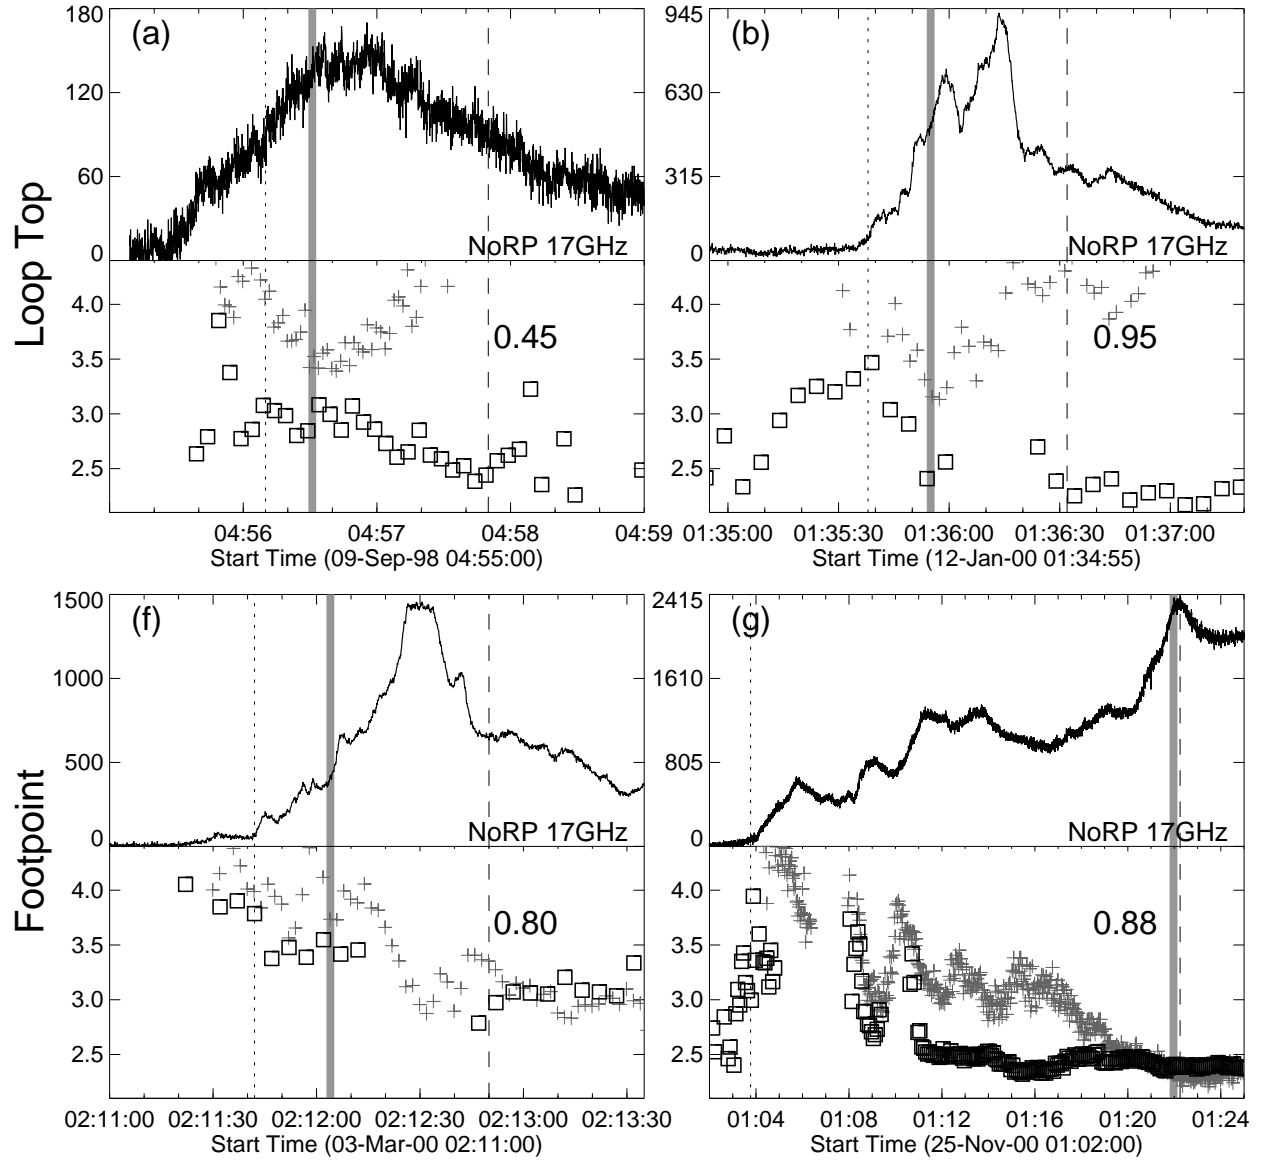 Loop Top
(a)
180
120
60
0
NoRP 17GHz
4.0
3.5
3.0
2.5
0.45
04:56 04:57 04:58 04:59
Start Time (09-Sep-98 04:55:00)
(b)
945
630
315
0
NoRP 17GHz
4.0
3.5
3.0
2.5
0.95
01:35:00 01:35:30 01:36:00 01:36:30 01:37:00
Start Time (12-Jan-00 01:34:55)
Footpoint
(f)
1500
1000
500
0
NoRP 17GHz
4.0
3.5
3.0
2.5
0.80
02:11:00 02:11:30 02:12:00 02:12:30 02:13:00 02:13:30
Start Time (03-Mar-00 02:11:00)
(g)
2415
1610
805
0
NoRP 17GHz
4.0
3.5
3.0
2.5
0.88
01:04 01:08 01:12 01:16 01:20 01:24
Start Time (25-Nov-00 01:02:00)